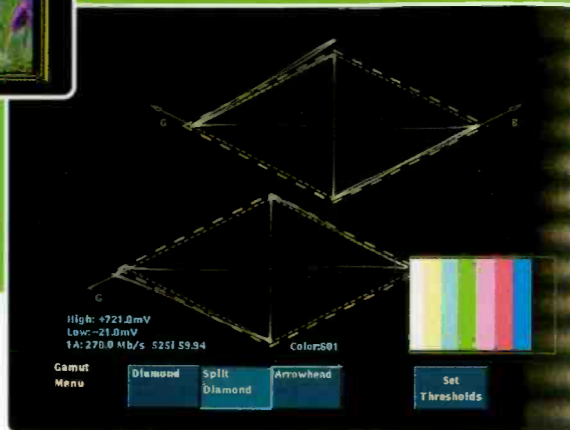 G
B
G
High: +721.0mV
Low: -21.0mV
1A: 270.0 Mb/s 525I 59.94
Color:601
Gamut
Menu
Diamond
Split
Diamond
Arrowhead
Set
Thresholds